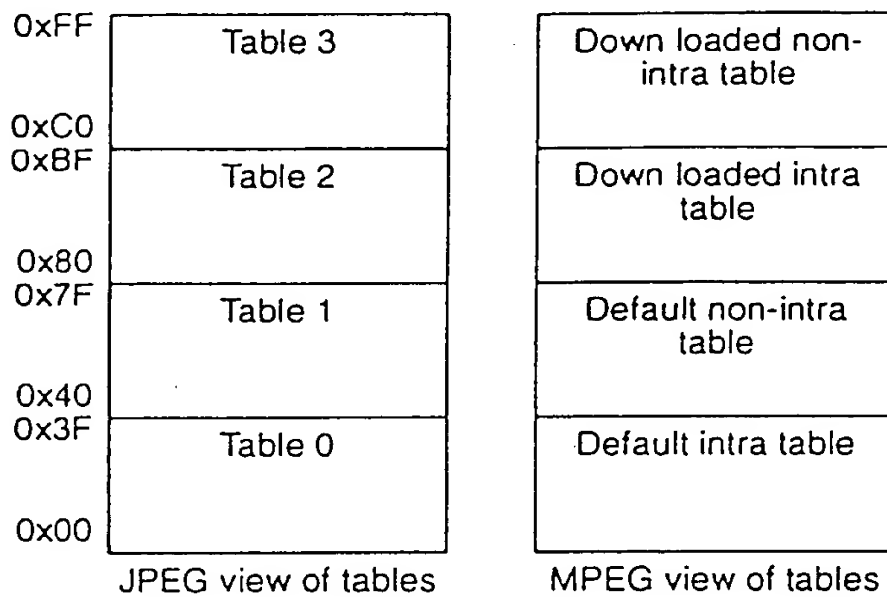 0xFF
Table 3
0xC0
0xBF
Table 2
0x80
0x7F
Table 1
0x40
0x3F
Table 0
0x00
JPEG view of tables
Down loaded non-
intra table
Down loaded intra
table
Default non-intra
table
Default intra table
MPEG view of tables